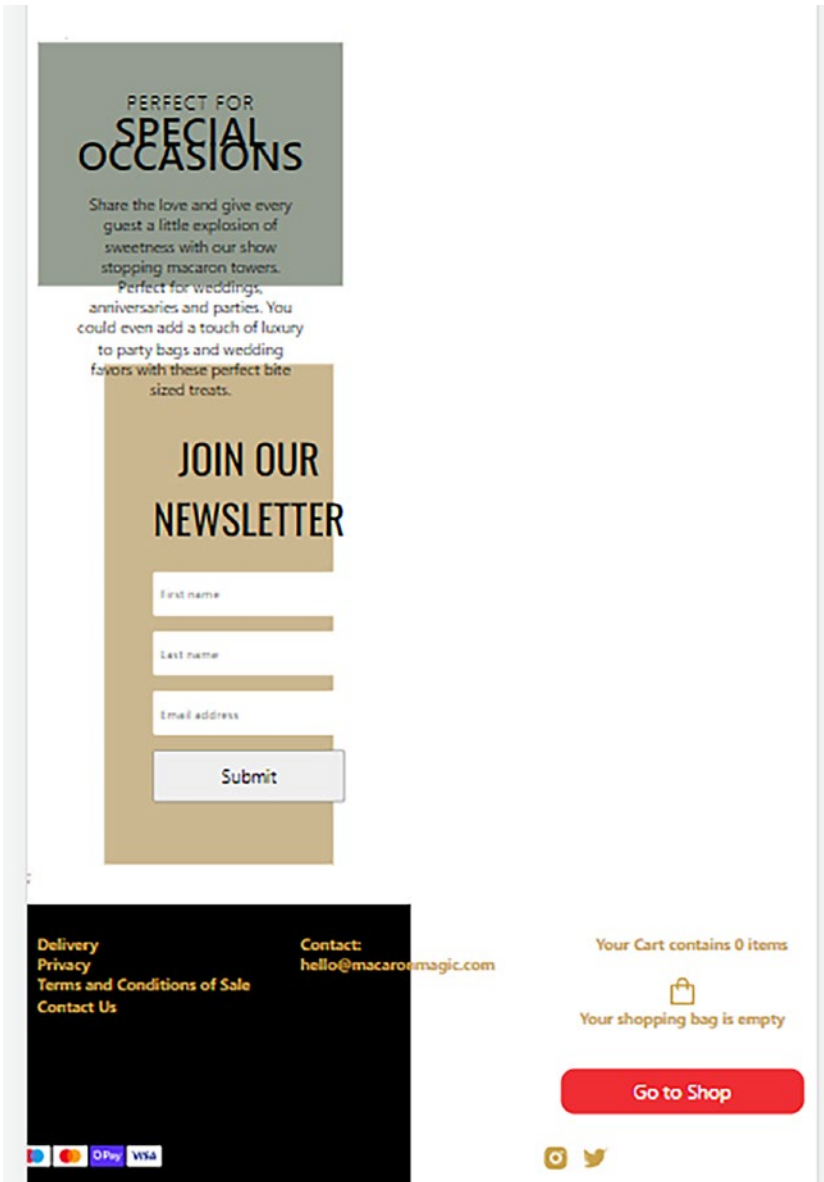 PERFECT FOR
SPECIAL
OCCASIONS
Share the love and give every
guest a little explosion of
sweetness with our show
stopping macaron towers.
Perfect for weddings,
anniversaries and parties. You
could even add a touch of luxury
to party bags and wedding
favors with these perfect bite
sized treats.
JOIN OUR
NEWSLETTER
First name
Last name
Email address
Submit
;
Delivery
Privacy
Terms and Conditions of Sale
Contact Us
Contact:
hello@macaronmagic.com
Your Cart contains 0 items
Your shopping bag is empty
Go to Shop
OPay VISA